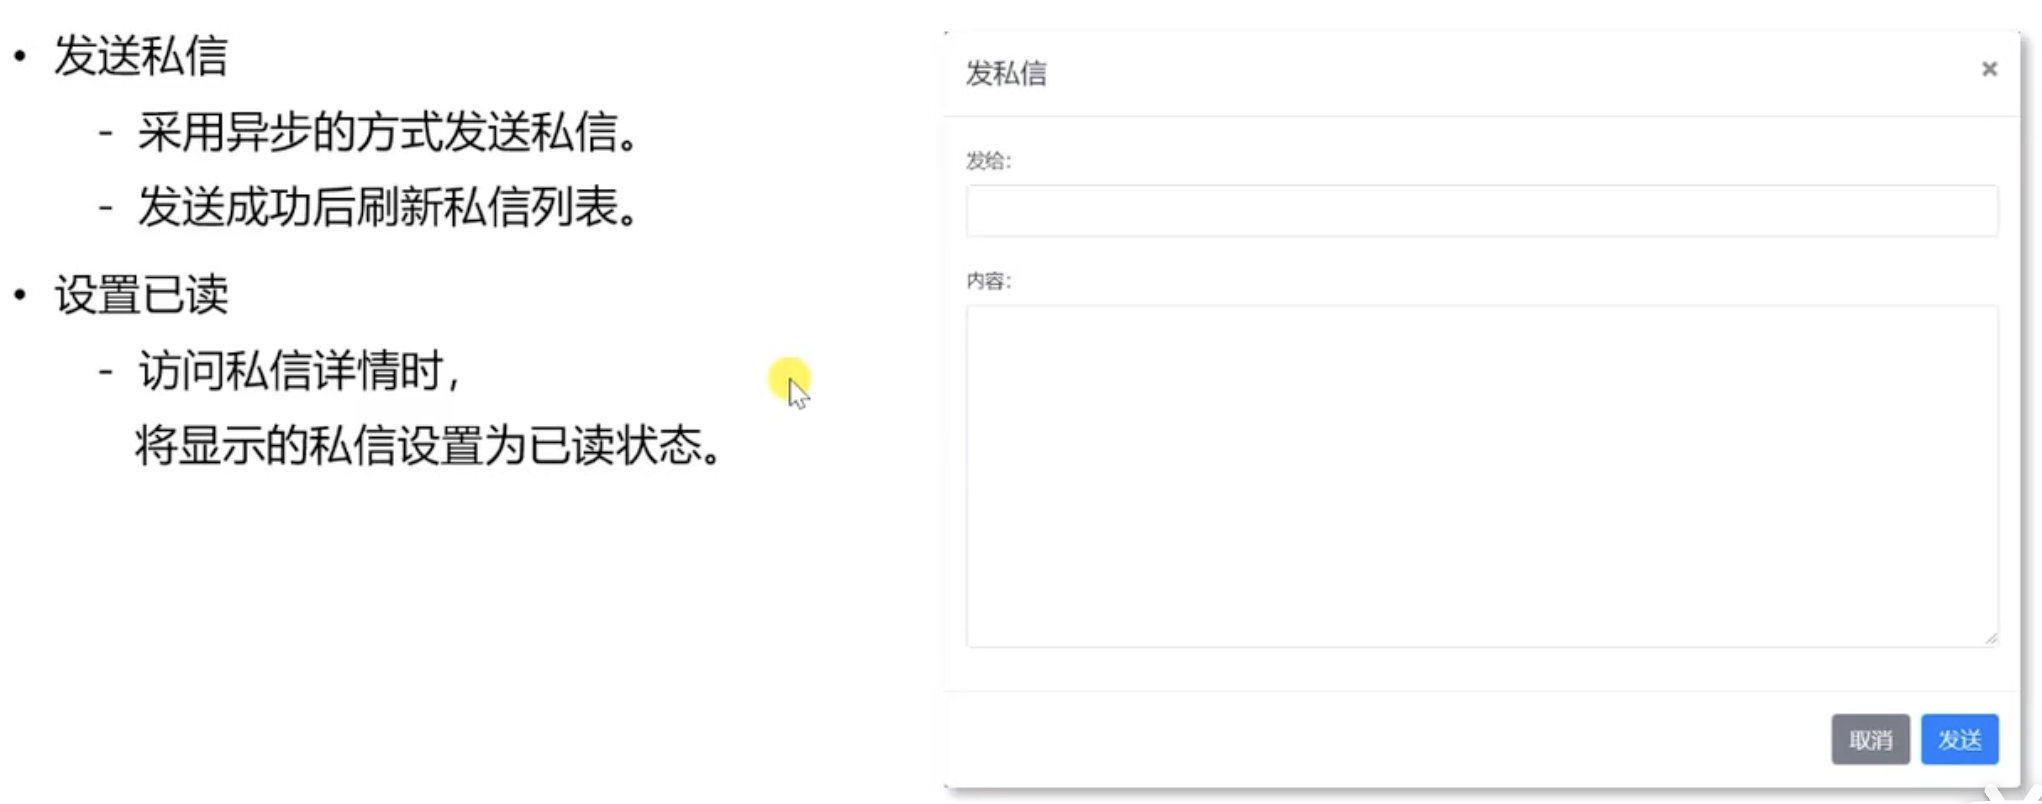 • 发送私信
- 采用异步的方式发送私信。
- 发送成功后刷新私信列表。
• 设置已读
- 访问私信详情时，
将显示的私信设置为已读状态。
发私信
×
发给：
内容：
取消
发送